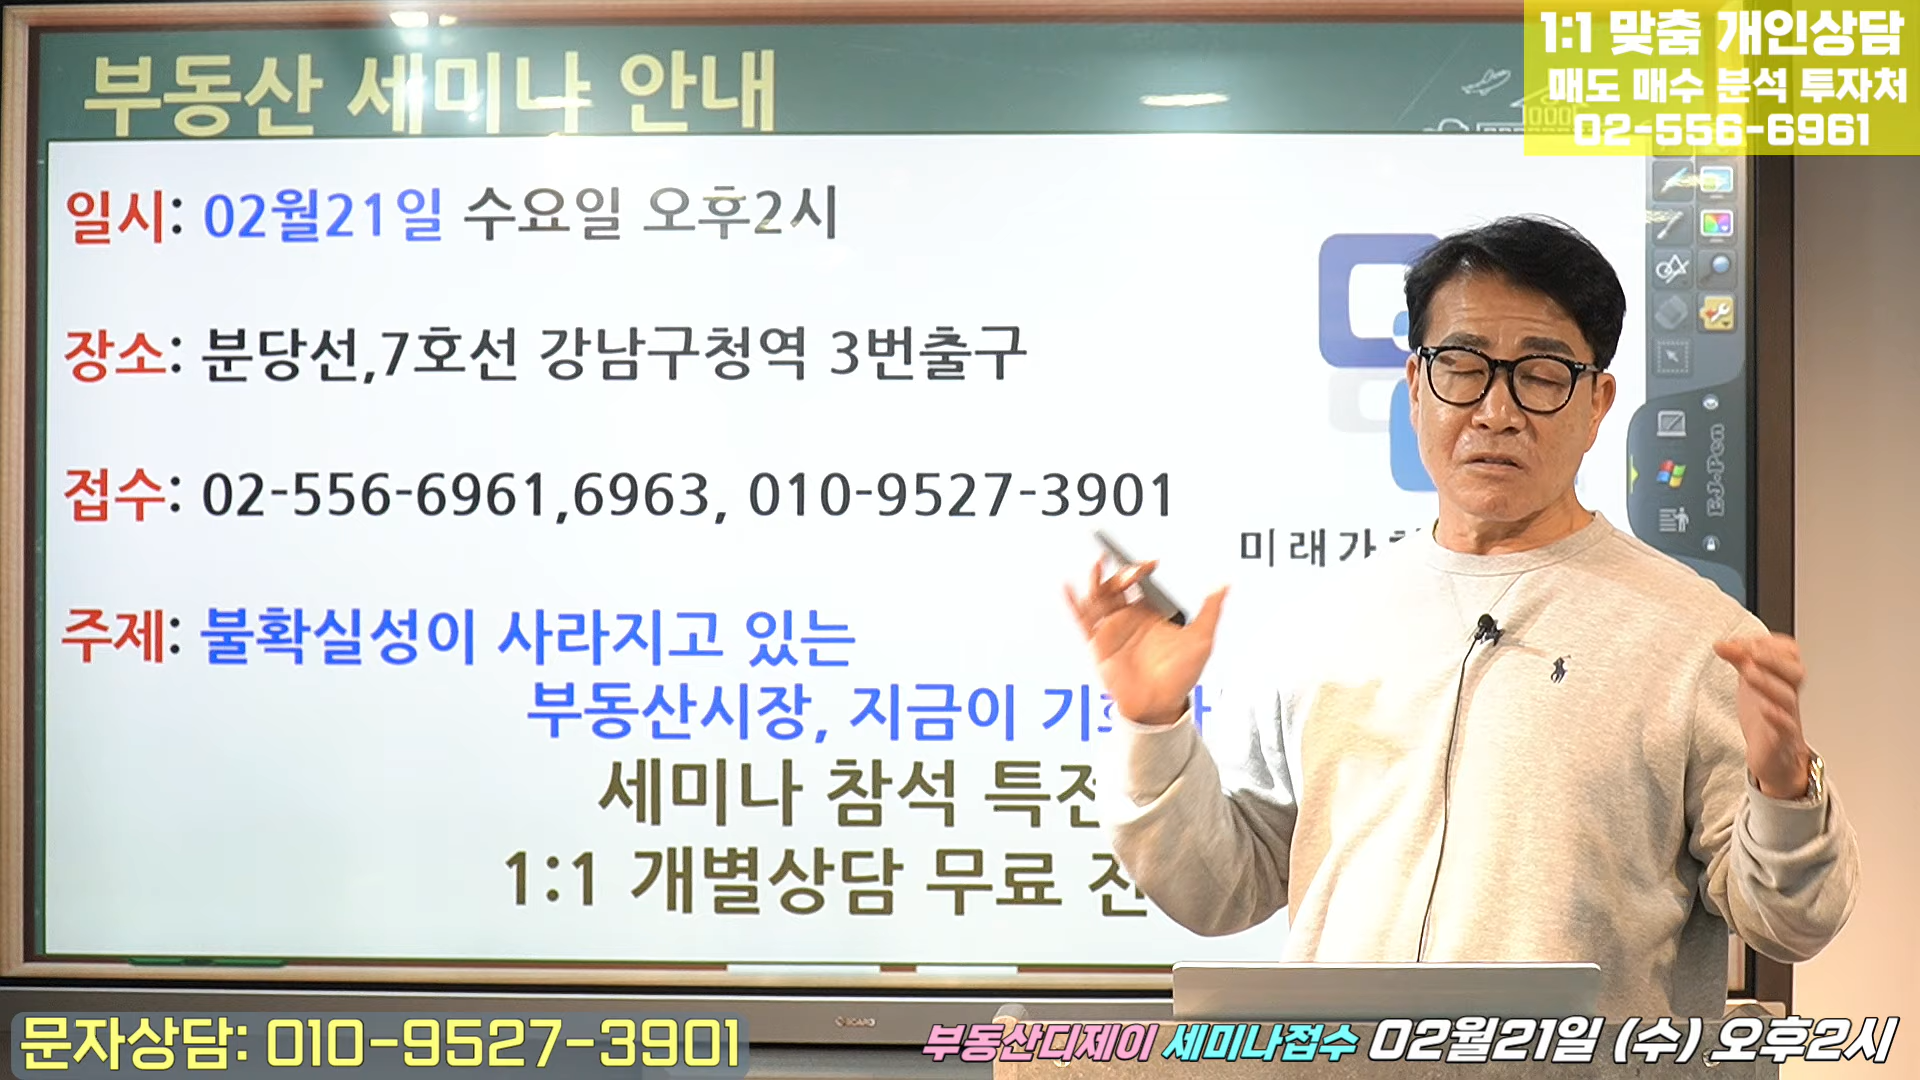 부동산 세미나 안내
1:1 맞춤 개인상담
매도 매수 분석 투자처
02-556-6961
일시: 02월21일 수요일 오후2시
장소: 분당선,7호선 강남구청역 3번출구
접수: 02-556-6961,6963, 010-9527-3901
미래가
주제: 불확실성이 사라지고 있는
부동산시장, 지금이
세미나 참석 특전
1:1 개별상담 무료
E.J.Pen
문자상담: 010-9527-3901
부동산디제이 세미나접수 02월21일 (수) 오후2시